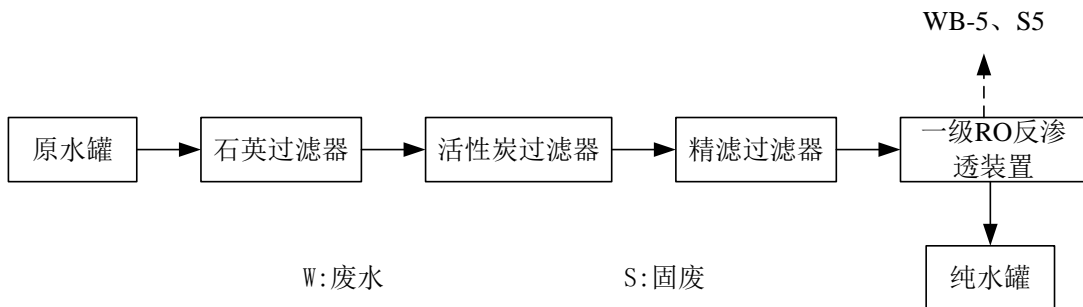 WB-5、S5
原水罐
石英过滤器
活性炭过滤器
精滤过滤器
一级RO反渗
透装置
W:废水
S:固废
纯水罐